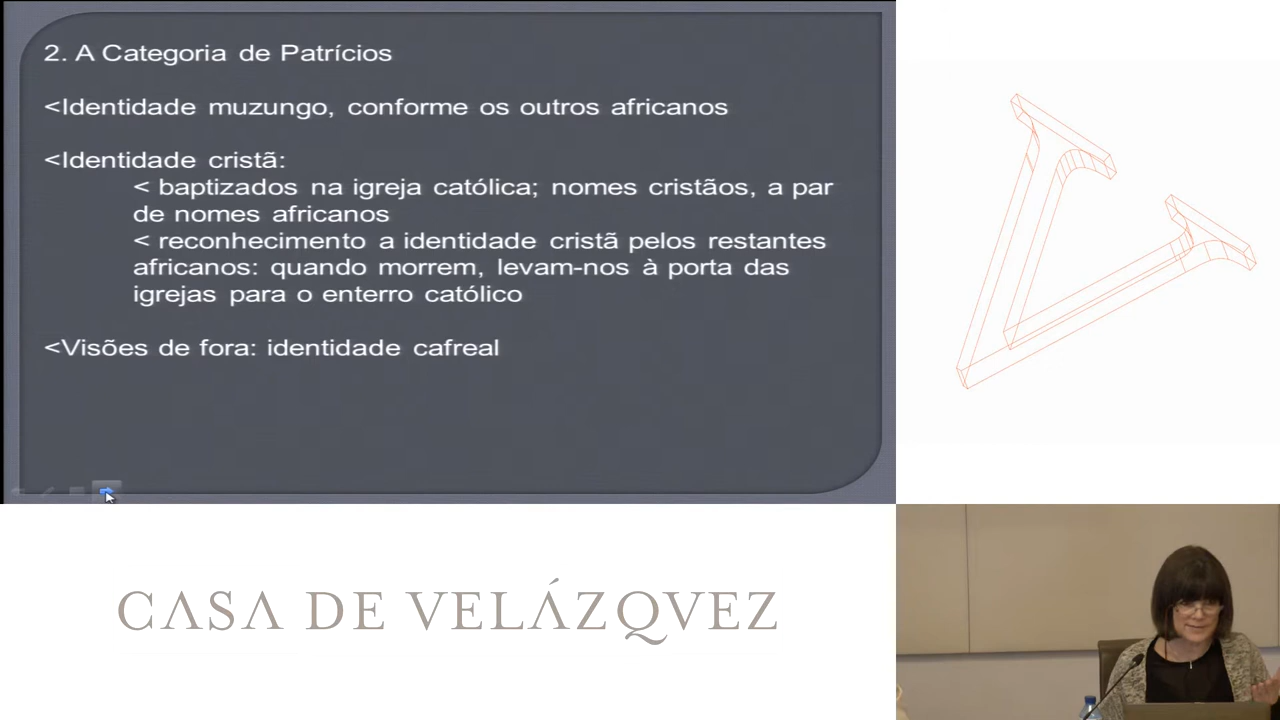 2. A Categoria de Patrícios
<Identidade muzungo, conforme os outros africanos
<Identidade cristã:
< baptizados na igreja católica; nomes cristãos, a par
de nomes africanos
< reconhecimento a identidade cristã pelos restantes
africanos: quando morrem, levam-nos à porta das
igrejas para o enterro católico
<Visões de fora: identidade cafreal
CASA DE VELÁZQVEZ